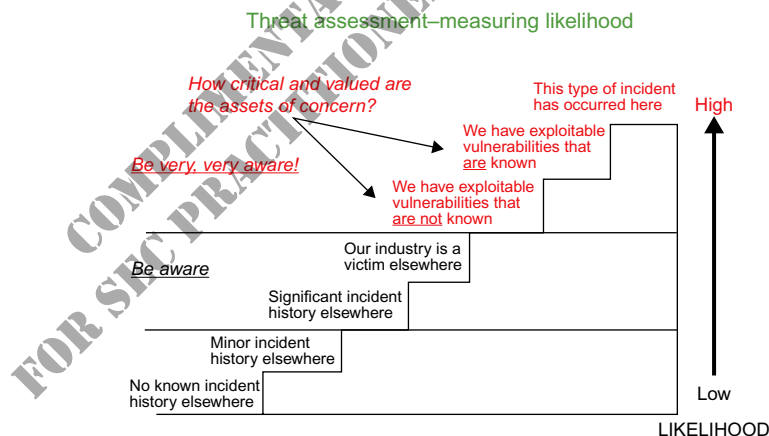 Threat assessment–measuring likelihood
How critical and valued are
the assets of concern?
This type of incident
has occurred here
High
We have exploitable
vulnerabilities that
are known
Be very, very aware!
We have exploitable
vulnerabilities that
are not known
Our industry is a
victim elsewhere
Be aware
Significant incident
history elsewhere
Minor incident
history elsewhere
No known incident
history elsewhere
Low
LIKELIHOOD
FOR SEC PRACTITIONE
COMPLIMENTA